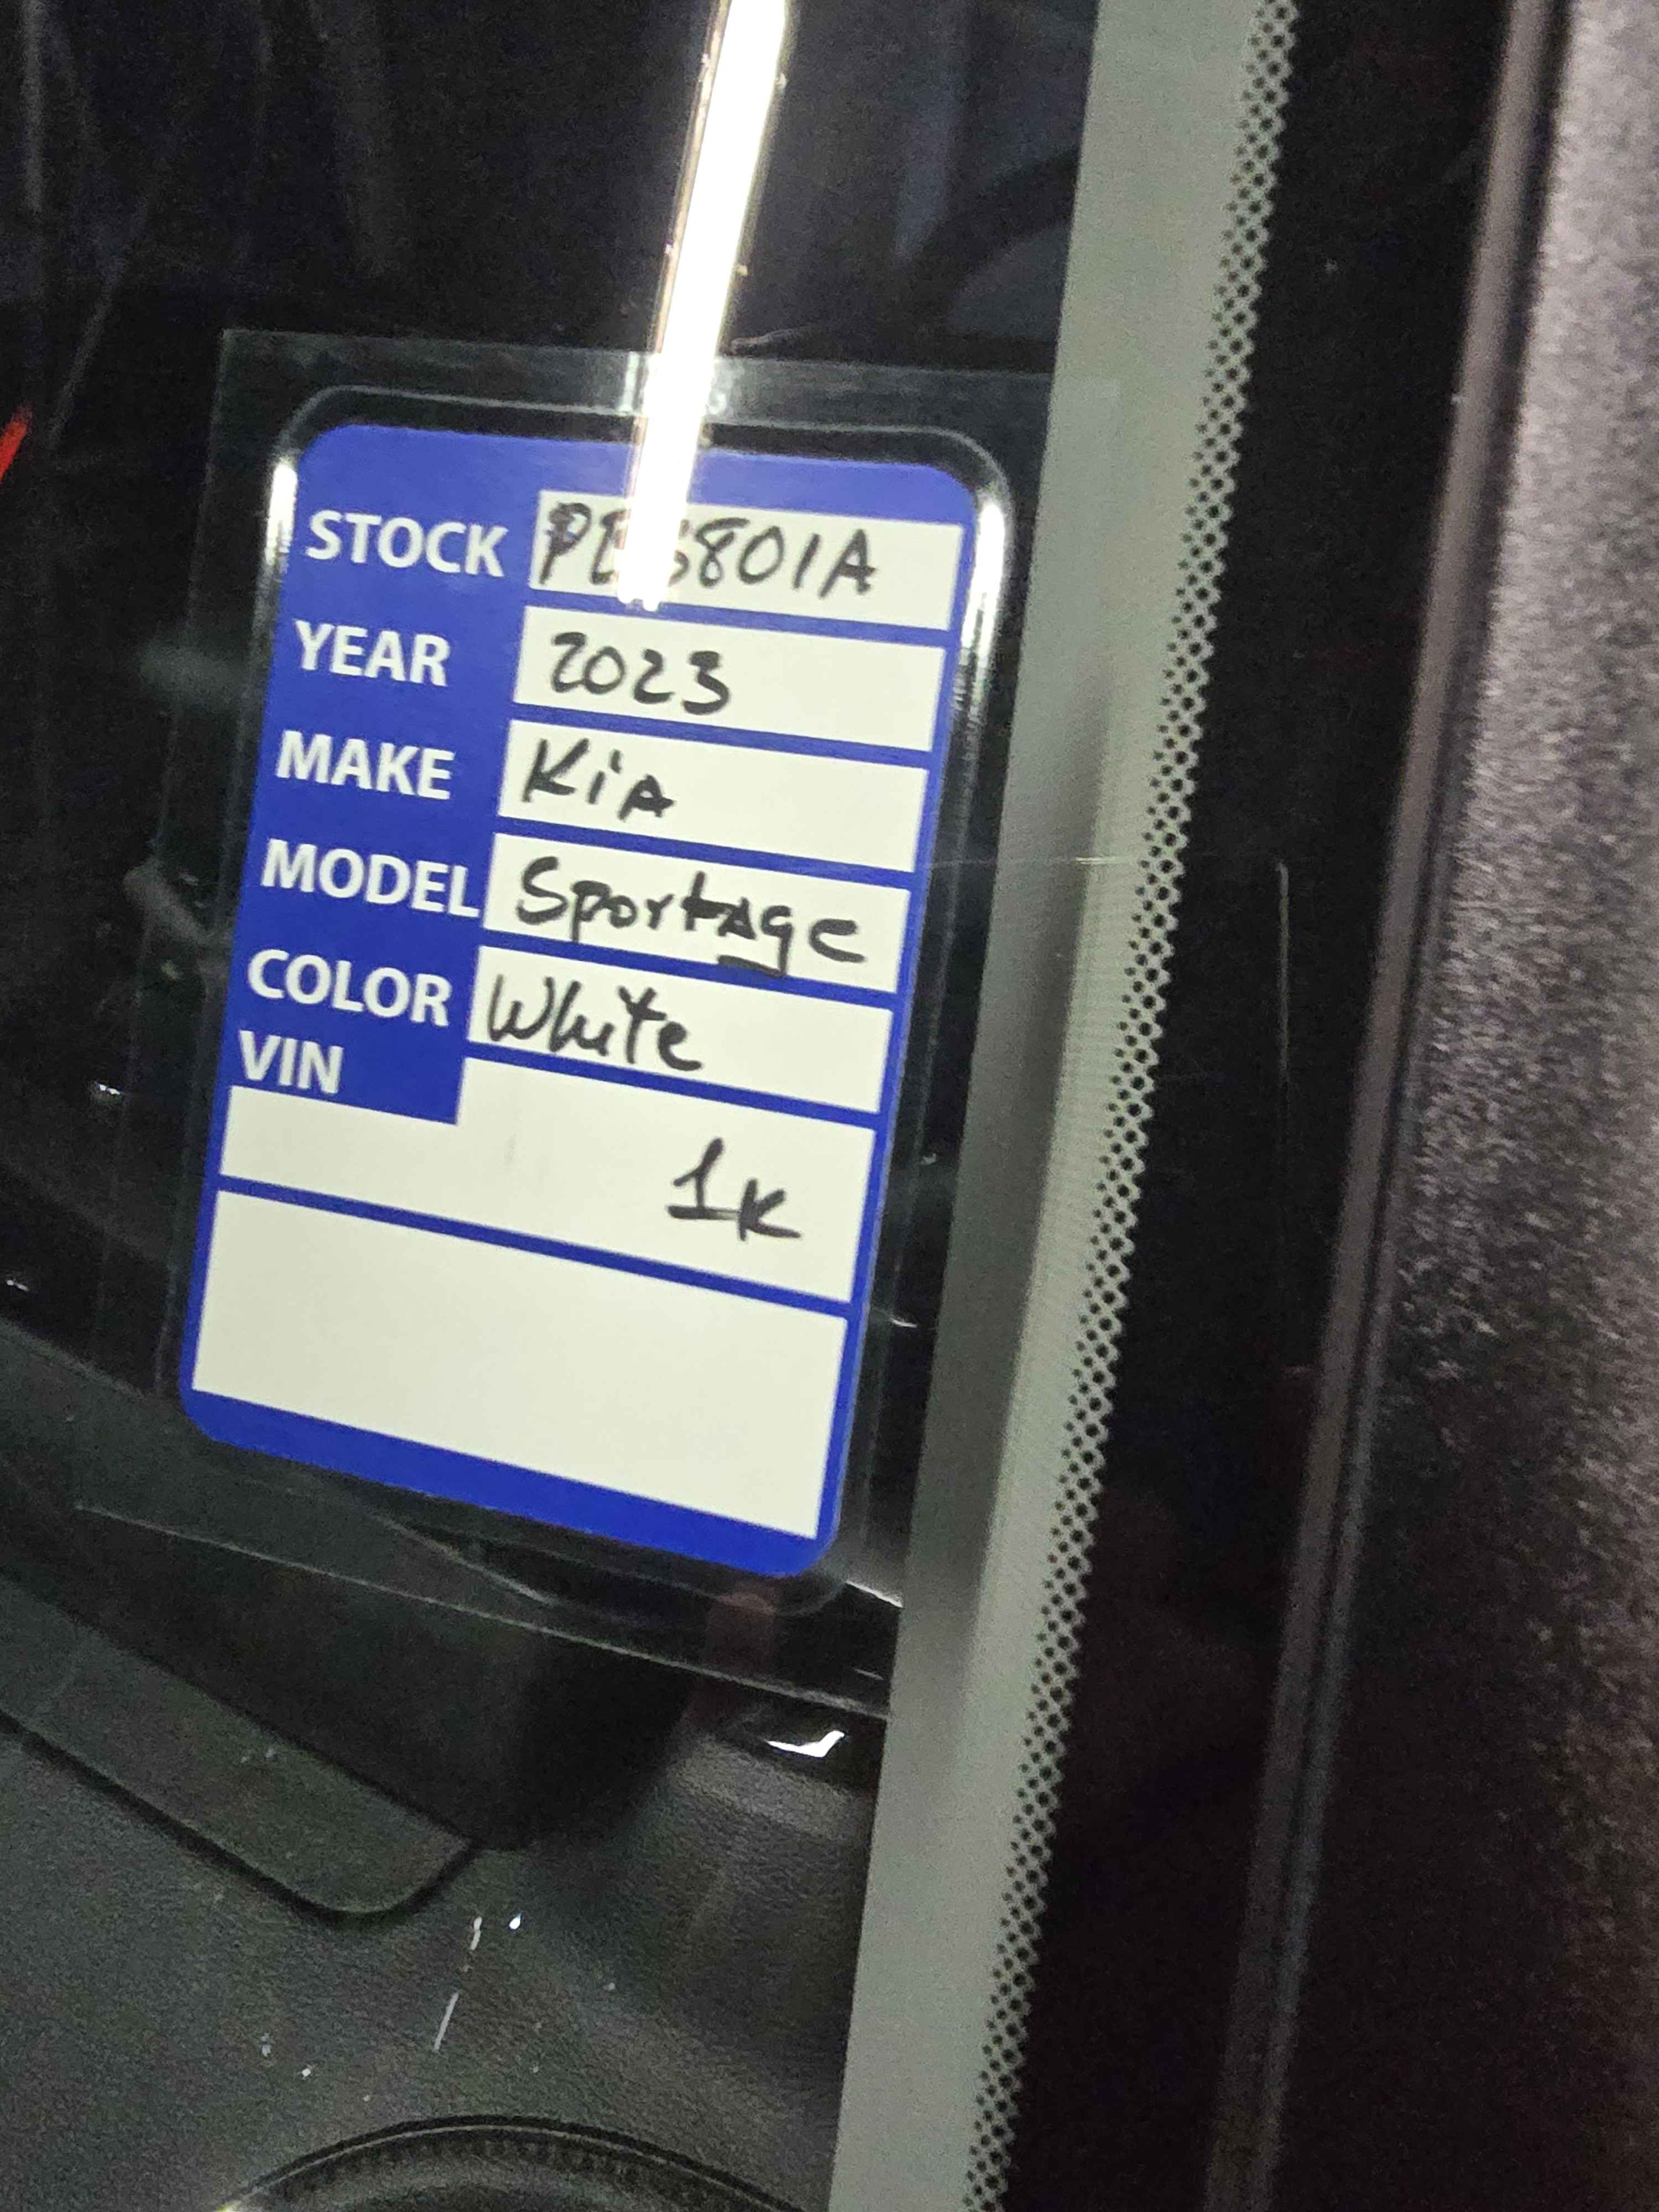 STOCK
YEAR 2023
MAKE Kia
MODEL Sportage
COLOR White
VIN
1K